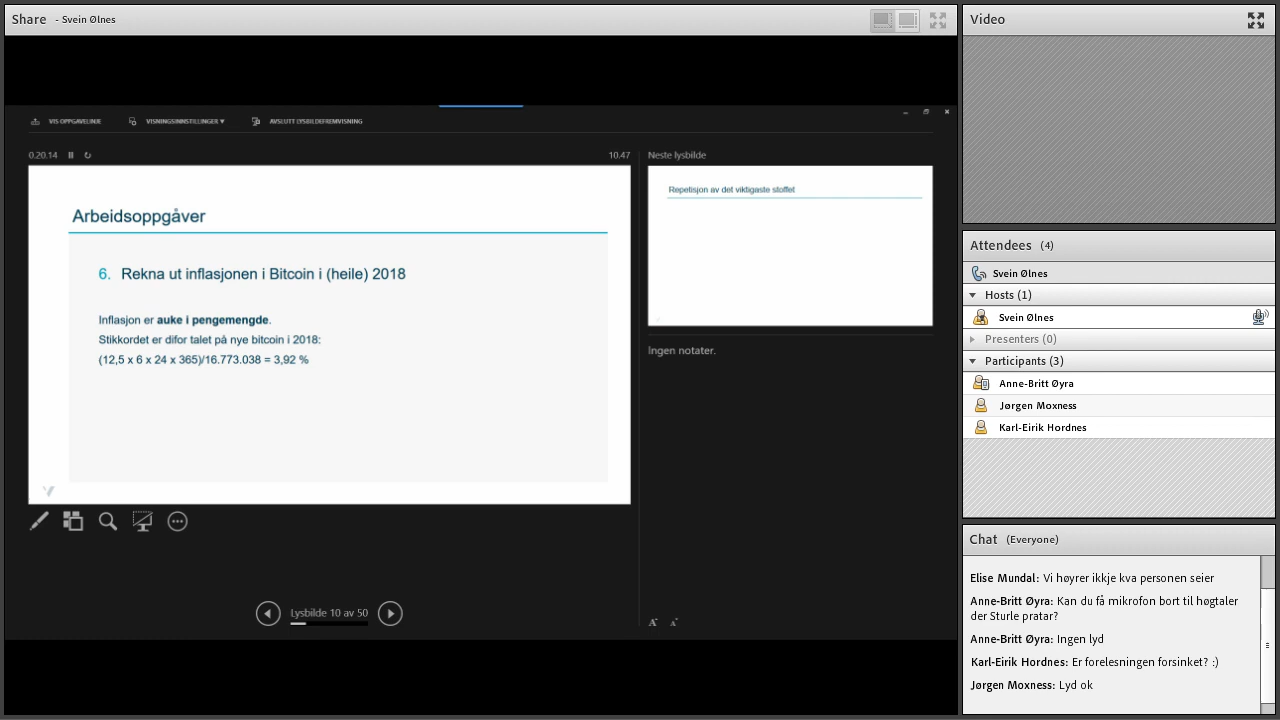 Share - Svein Ølnes
VIS OPPGAVELINJE VISNINGSINNSTILLINGER ▾ AVSLUTT LYSBILDEFREMVISNING
0.20.14 10.47
Arbeidsoppgåver
6. Rekna ut inflasjonen i Bitcoin i (heile) 2018
Inflasjon er auke i pengemengde.
Stikkordet er difor talet på nye bitcoin i 2018:
(12,5 x 6 x 24 x 365)/16.773.038 = 3,92 %
Lysbilde 10 av 50
Neste lysbilde
Repetisjon av det viktigaste stoffet
Ingen notater.
A A
Video
Attendees (4)
Svein Ølnes
Hosts (1)
Svein Ølnes
Presenters (0)
Participants (3)
Anne-Britt Øyra
Jørgen Moxness
Karl-Eirik Hordnes
Chat (Everyone)
Elise Mundal: Vi høyrer ikkje kva personen seier
Anne-Britt Øyra: Kan du få mikrofon bort til høgtaler
der Sturle pratar?
Anne-Britt Øyra: Ingen lyd
Karl-Eirik Hordnes: Er forelesningen forsinket? :)
Jørgen Moxness: Lyd ok